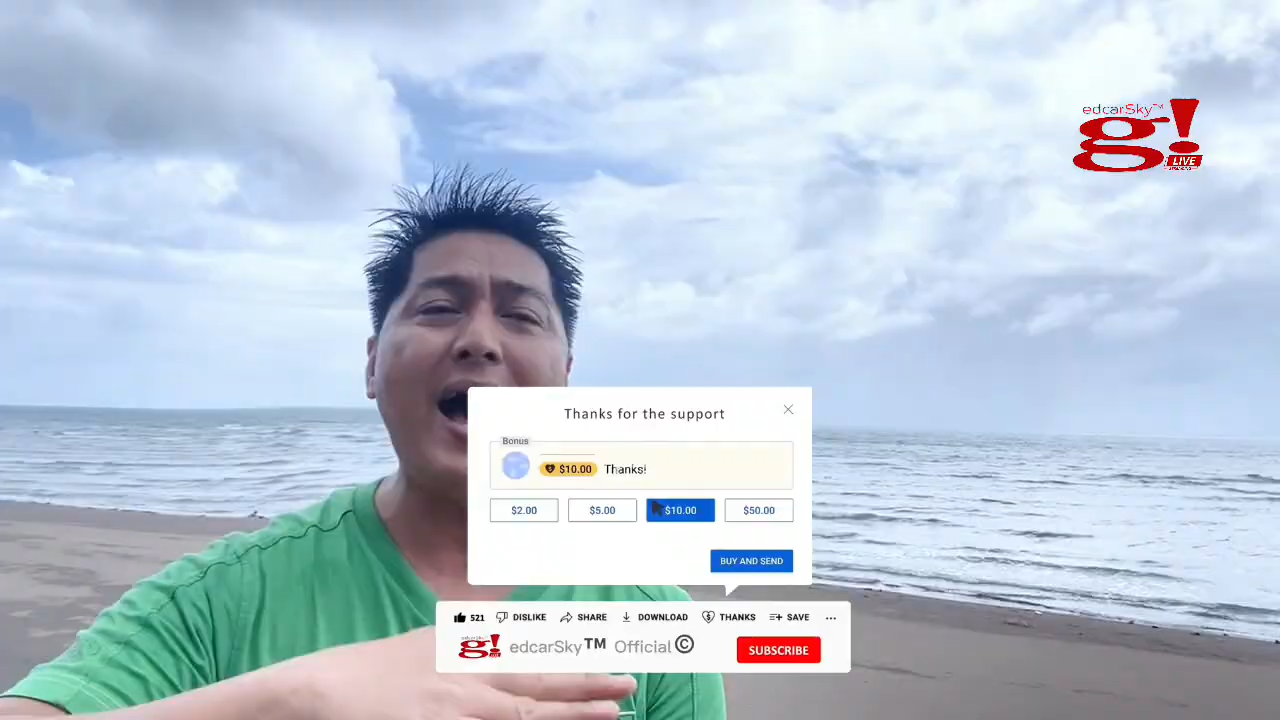 edcarSky™
g!
LIVE
Thanks for the support
Bonus
$10.00 Thanks!
$2.00 $5.00 $10.00 $50.00
BUY AND SEND
521 DISLIKE SHARE DOWNLOAD THANKS SAVE ...
g! edcarSky™ Official © SUBSCRIBE